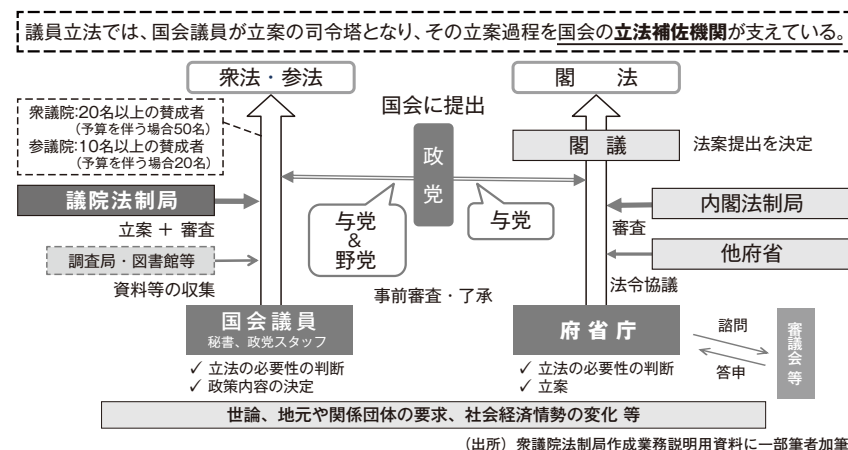 議員立法では、国会議員が立案の司令塔となり、その立案過程を国会の立法補佐機関が支えている。
衆法・参法
閣 法
国会に提出
衆議院:20名以上の賛成者
（予算を伴う場合50名）
参議院:10名以上の賛成者
（予算を伴う場合20名）
政党
閣 議
法案提出を決定
議院法制局
立案 ＋ 審査
与党
&
野党
与党
内閣法制局
審査
調査局・図書館等
資料等の収集
他府省
法令協議
事前審査・了承
国会議員
秘書、政党スタッフ
府省庁
諮問
答申
審議会 等
✓ 立法の必要性の判断
✓ 政策内容の決定
✓ 立法の必要性の判断
✓ 立案
世論、地元や関係団体の要求、社会経済情勢の変化 等
（出所）衆議院法制局作成業務説明用資料に一部筆者加筆